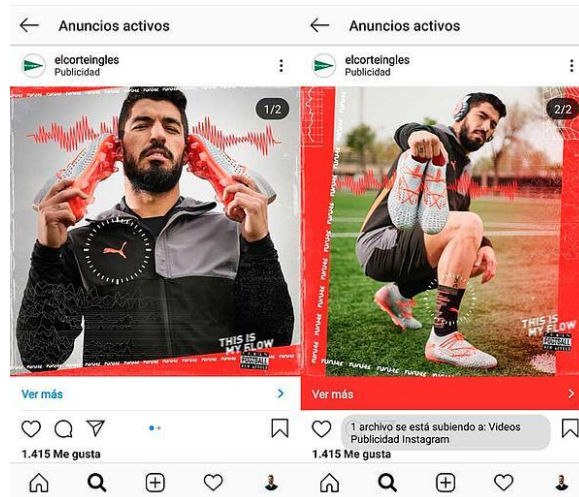 Anuncios activos
elcorteingles
Publicidad
1/2
THIS IS
MY FLOW
FOOTBALL
Ver más
1.415 Me gusta
Anuncios activos
elcorteingles
Publicidad
2/2
THIS IS
MY FLOW
FOOTBALL
Ver más
1 archivo se está subiendo a: Videos
Publicidad Instagram
1.415 Me gusta